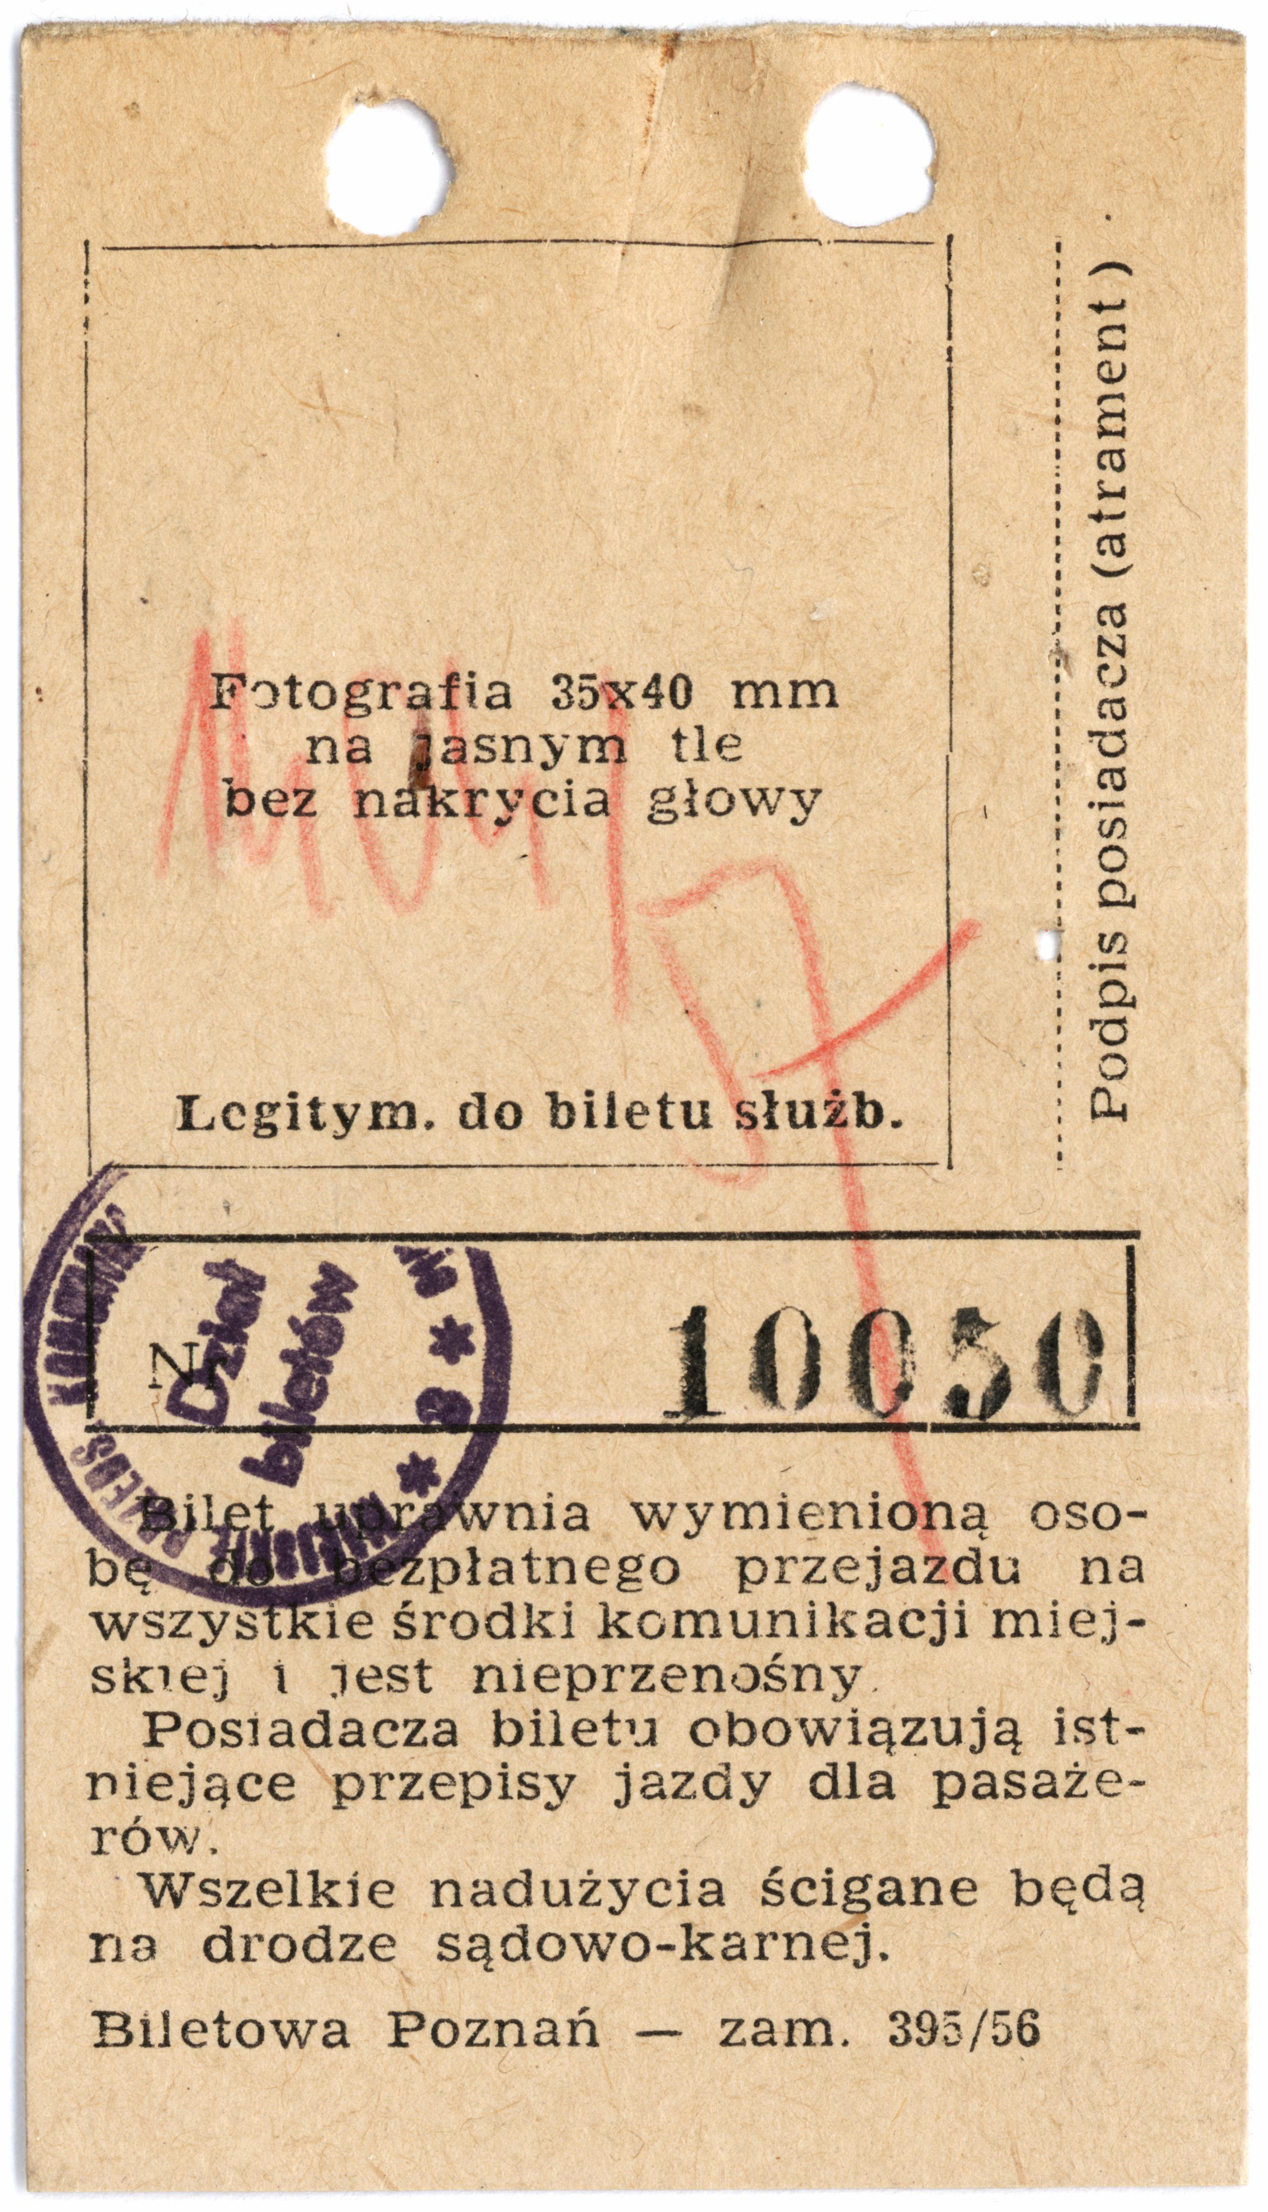 Fotografia 35x40 mm
na jasnym tle
bez nakrycia głowy
Legitym. do biletu służb.
Podpis posiadacza (atrament)
Nr 10050
Dział
biletów
MIEJSKIE PRZEDS
* 3 *
Bilet uprawnia wymienioną oso-
bę do bezpłatnego przejazdu na
wszystkie środki komunikacji miej-
skiej i jest nieprzenośny.
Posiadacza biletu obowiązują ist-
niejące przepisy jazdy dla pasaże-
rów.
Wszelkie nadużycia ścigane będą
na drodze sądowo-karnej.
Biletowa Poznań — zam. 395/56